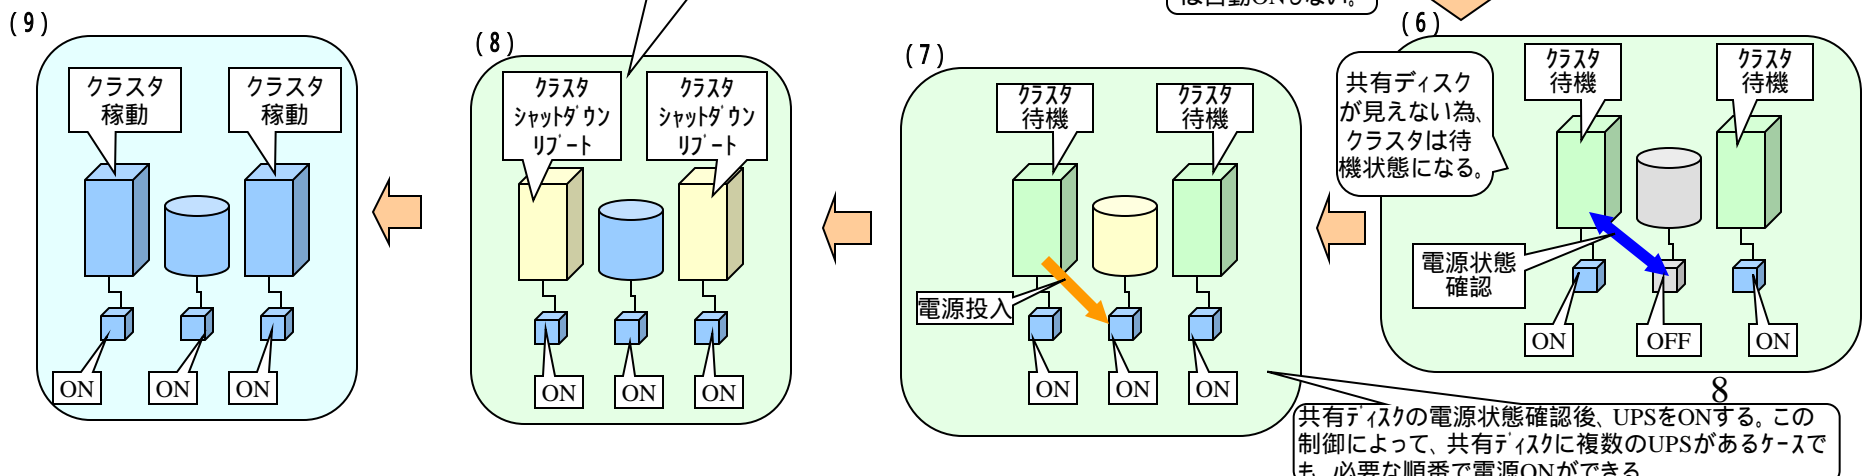 は自動ONしない。
(9)
クラスタ
稼動
クラスタ
稼動
ON
ON
ON
(8)
ｸﾗｽﾀ
ｼｬｯﾄﾀﾞｳﾝ
ﾘﾌﾞｰﾄ
ｸﾗｽﾀ
ｼｬｯﾄﾀﾞｳﾝ
ﾘﾌﾞｰﾄ
ON
ON
ON
(7)
ｸﾗｽﾀ
待機
ｸﾗｽﾀ
待機
電源投入
ON
ON
ON
(6)
共有ディスク
が見えない為、
クラスタは待
機状態になる。
ｸﾗｽﾀ
待機
ｸﾗｽﾀ
待機
電源状態
確認
ON
OFF
ON
8
共有ﾃﾞｨｽｸの電源状態確認後、UPSをONする。この
制御によって、共有ﾃﾞｨｽｸに複数のUPSがあるｹｰｽで
も、必要な順番で電源ONができる